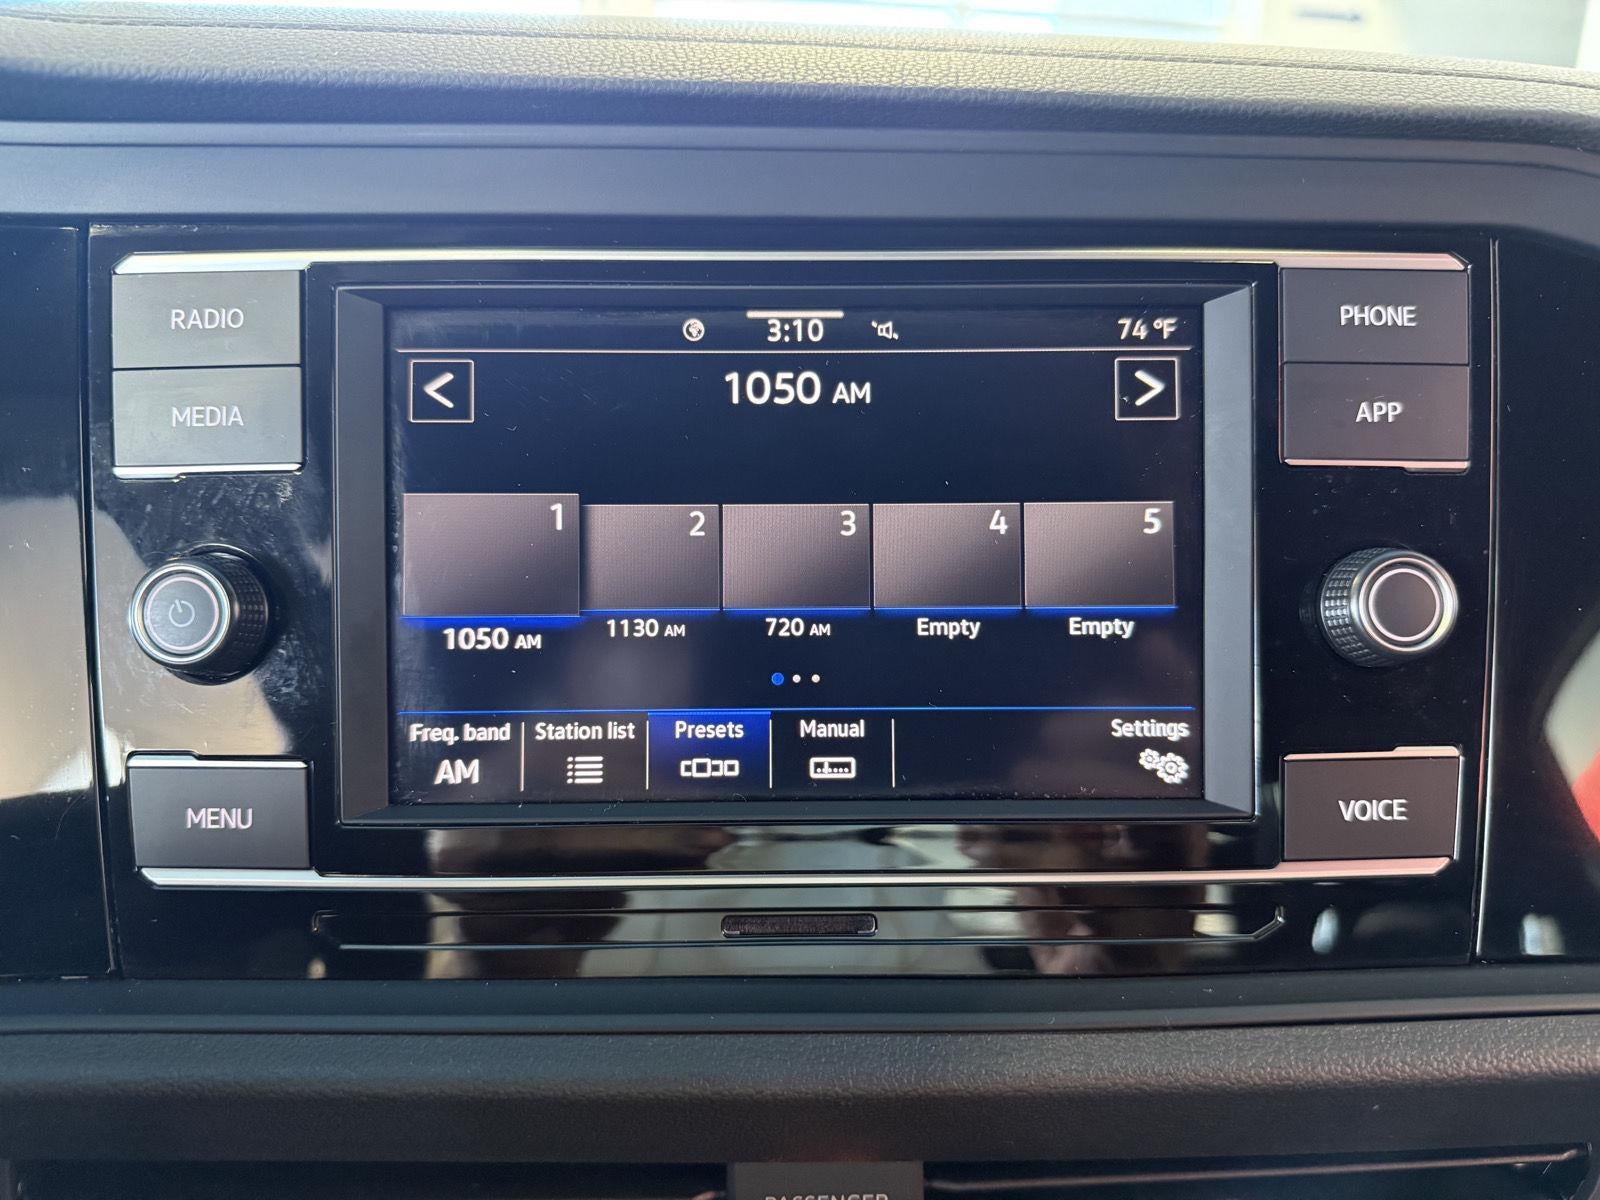 RADIO
MEDIA
MENU
PHONE
APP
VOICE
3:10
74 °F
<
1050 AM
>
1
2
3
4
5
1050 AM
1130 AM
720 AM
Empty
Empty
Freq. band
AM
Station list
Presets
Manual
Settings
PASSENGER